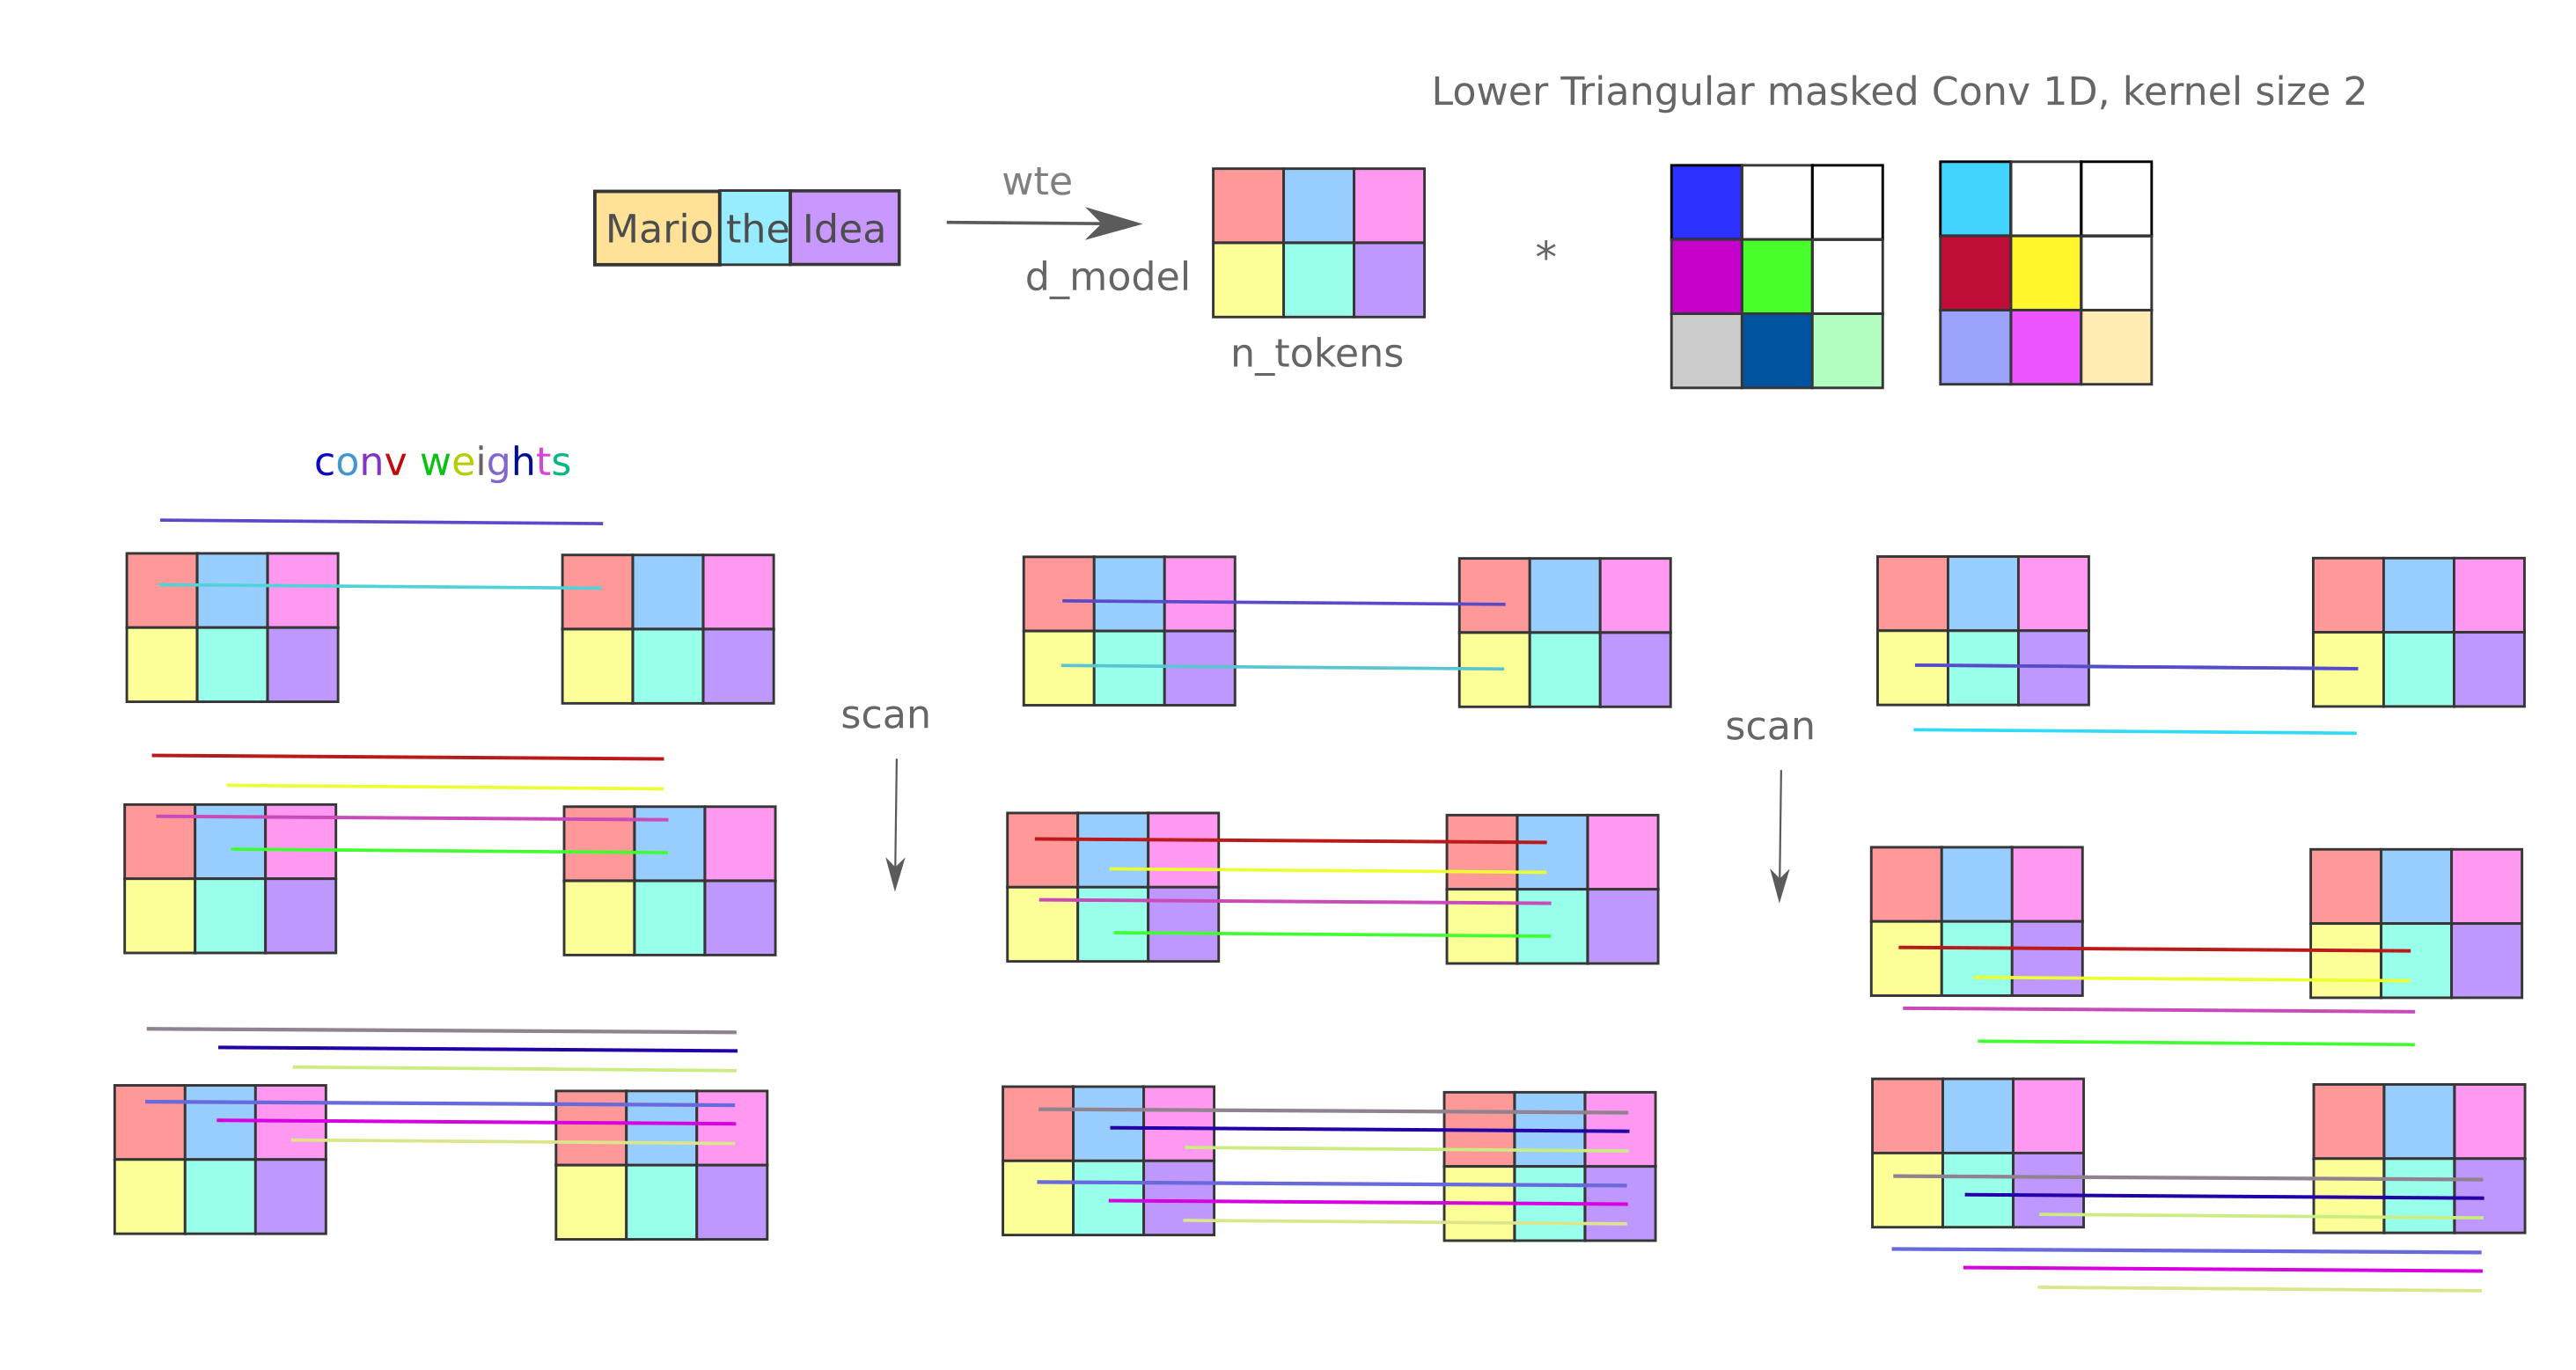 Lower Triangular masked Conv 1D, kernel size 2
wte
Mario the Idea
d_model
*
n_tokens
conv weights
scan
scan